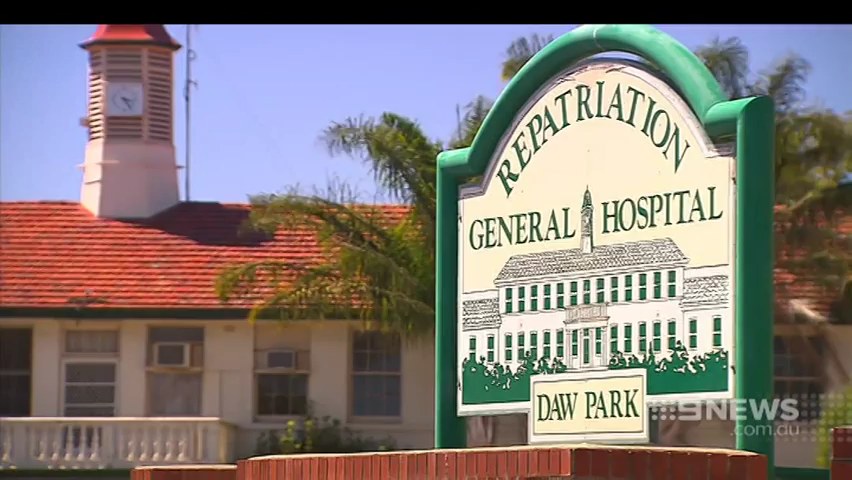 REPATRIATION
GENERAL HOSPITAL
DAW PARK
9NEWS
.com.au